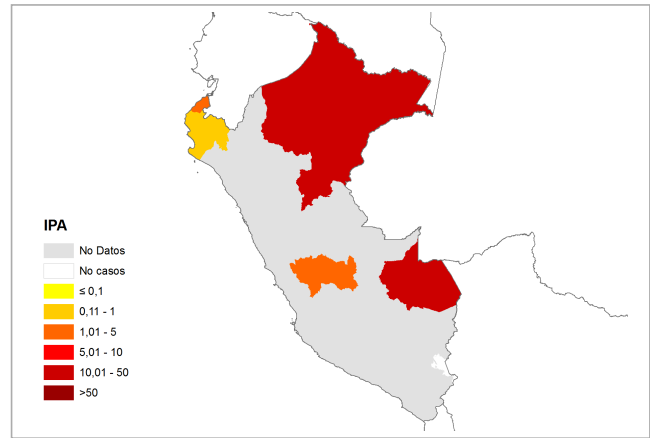 IPA
No Datos
No casos
≤ 0,1
0,11 - 1
1,01 - 5
5,01 - 10
10,01 - 50
>50